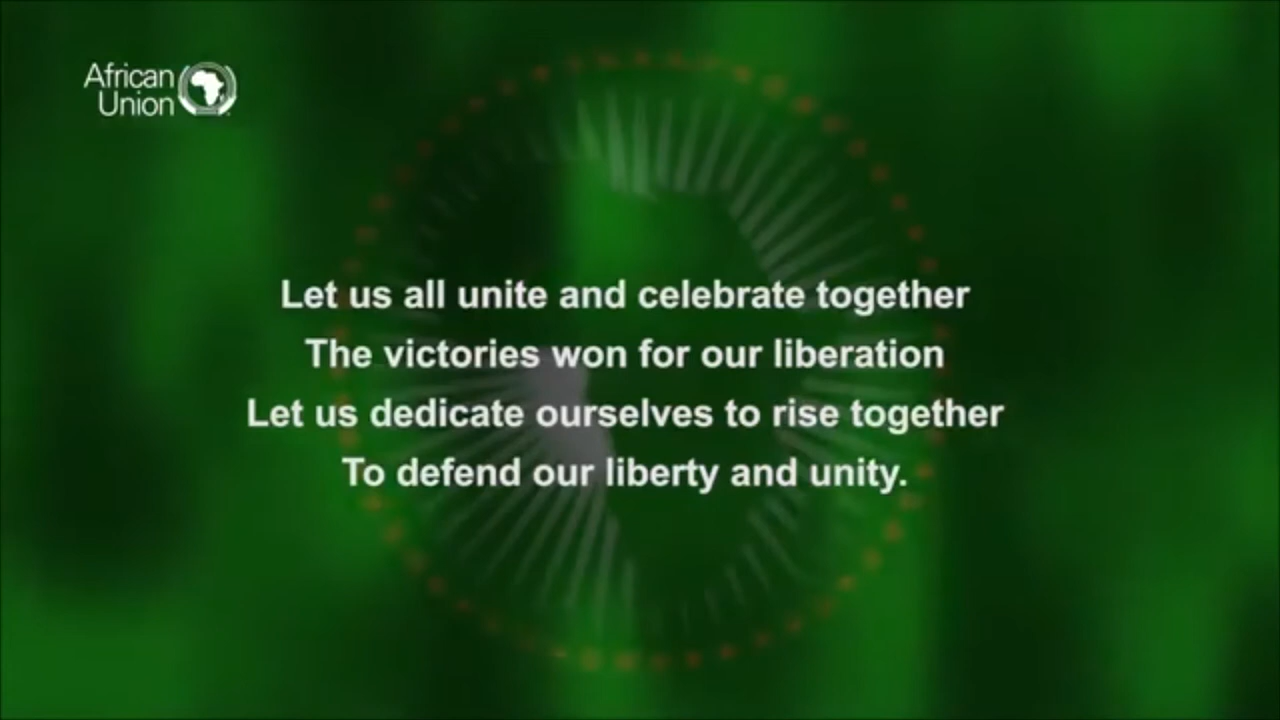 African
Union
Let us all unite and celebrate together
The victories won for our liberation
Let us dedicate ourselves to rise together
To defend our liberty and unity.